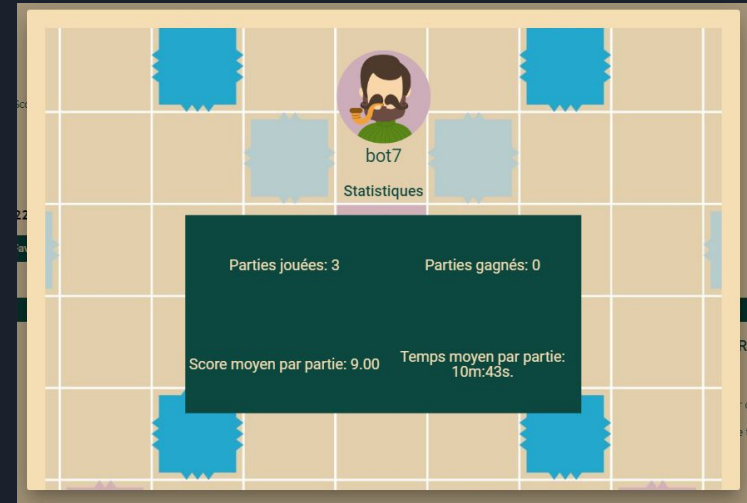 bot7
Statistiques
Parties jouées: 3
Parties gagnés: 0
Score moyen par partie: 9.00
Temps moyen par partie:
10m:43s.